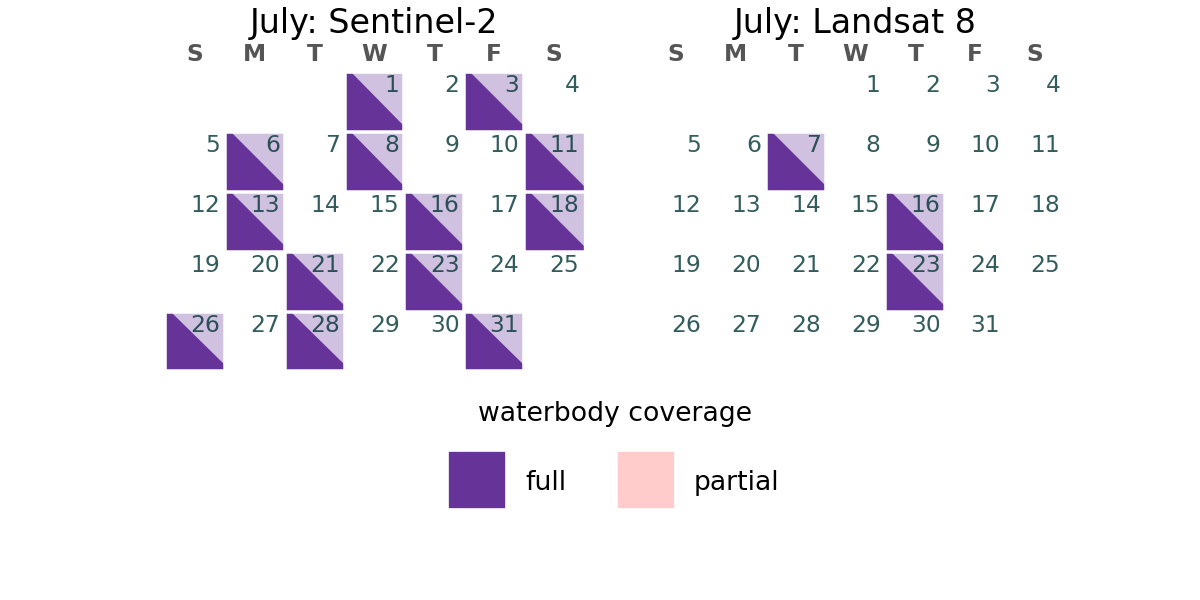 July: Sentinel-2
S M T W T F S
1 2 3 4
5 6 7 8 9 10 11
12 13 14 15 16 17 18
19 20 21 22 23 24 25
26 27 28 29 30 31
July: Landsat 8
S M T W T F S
1 2 3 4
5 6 7 8 9 10 11
12 13 14 15 16 17 18
19 20 21 22 23 24 25
26 27 28 29 30 31
waterbody coverage
full partial